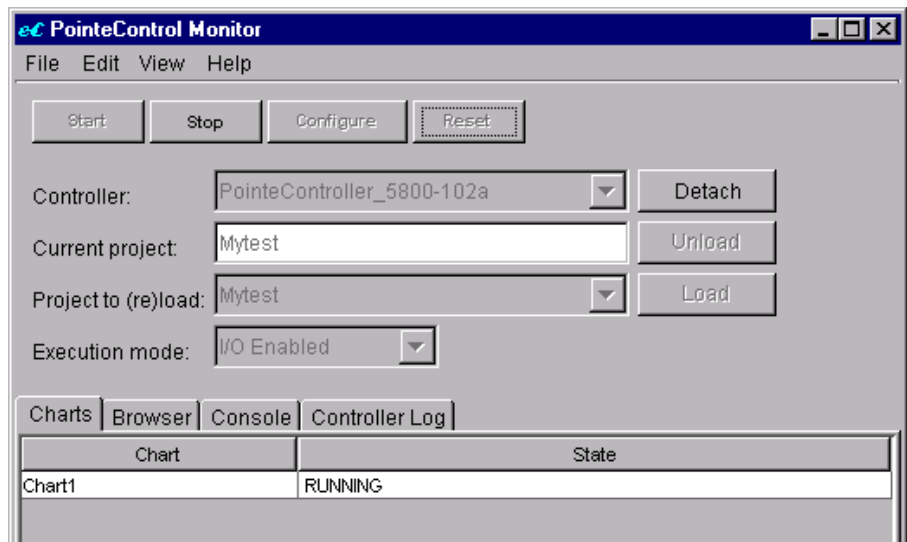 eC PointeControl Monitor
File Edit View Help
Start Stop Configure Reset
Controller: PointeController_5800-102a Detach
Current project: Mytest Unload
Project to (re)load: Mytest Load
Execution mode: I/O Enabled
Charts Browser Console Controller Log
Chart State
Chart1 RUNNING